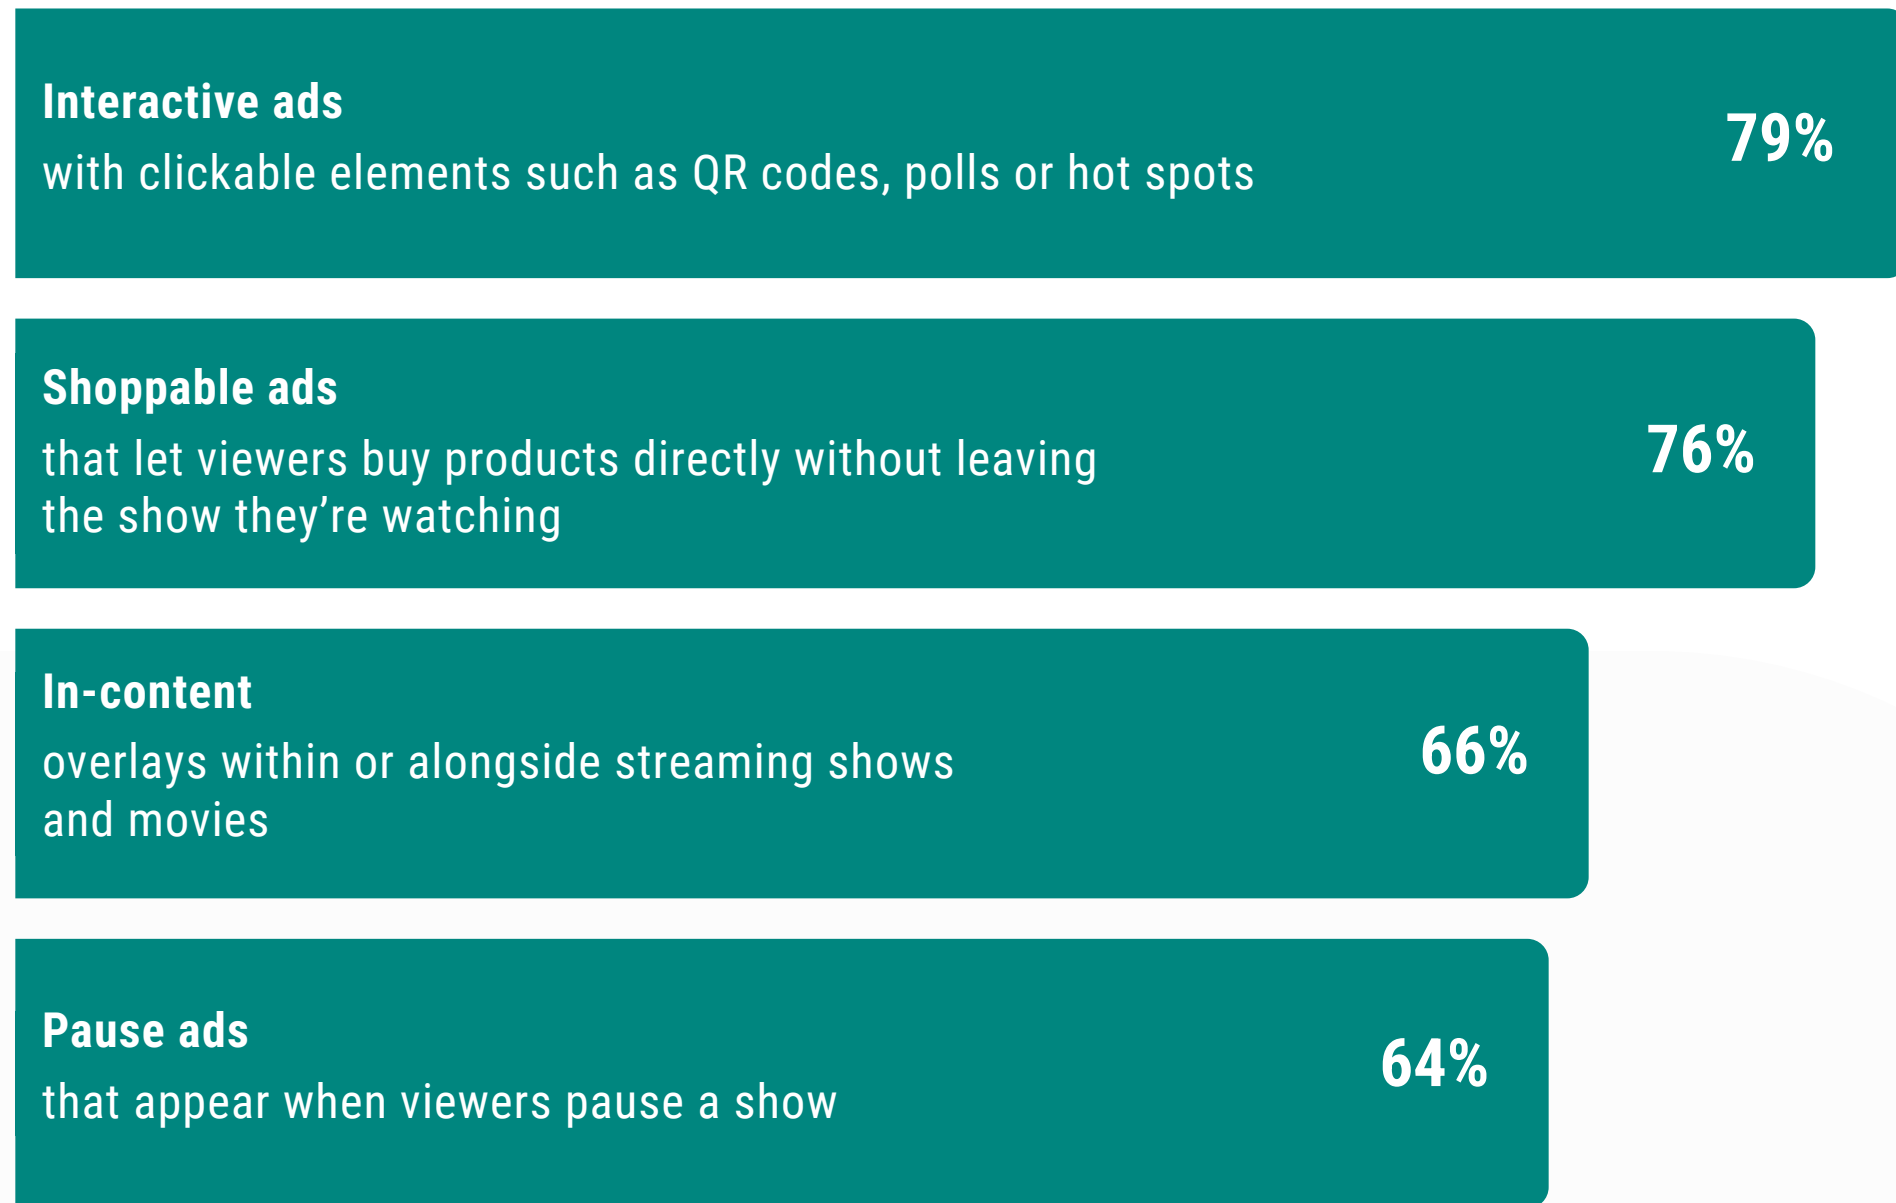 Interactive ads
with clickable elements such as QR codes, polls or hot spots
79%
Shoppable ads
that let viewers buy products directly without leaving
the show they’re watching
76%
In-content
overlays within or alongside streaming shows
and movies
66%
Pause ads
that appear when viewers pause a show
64%